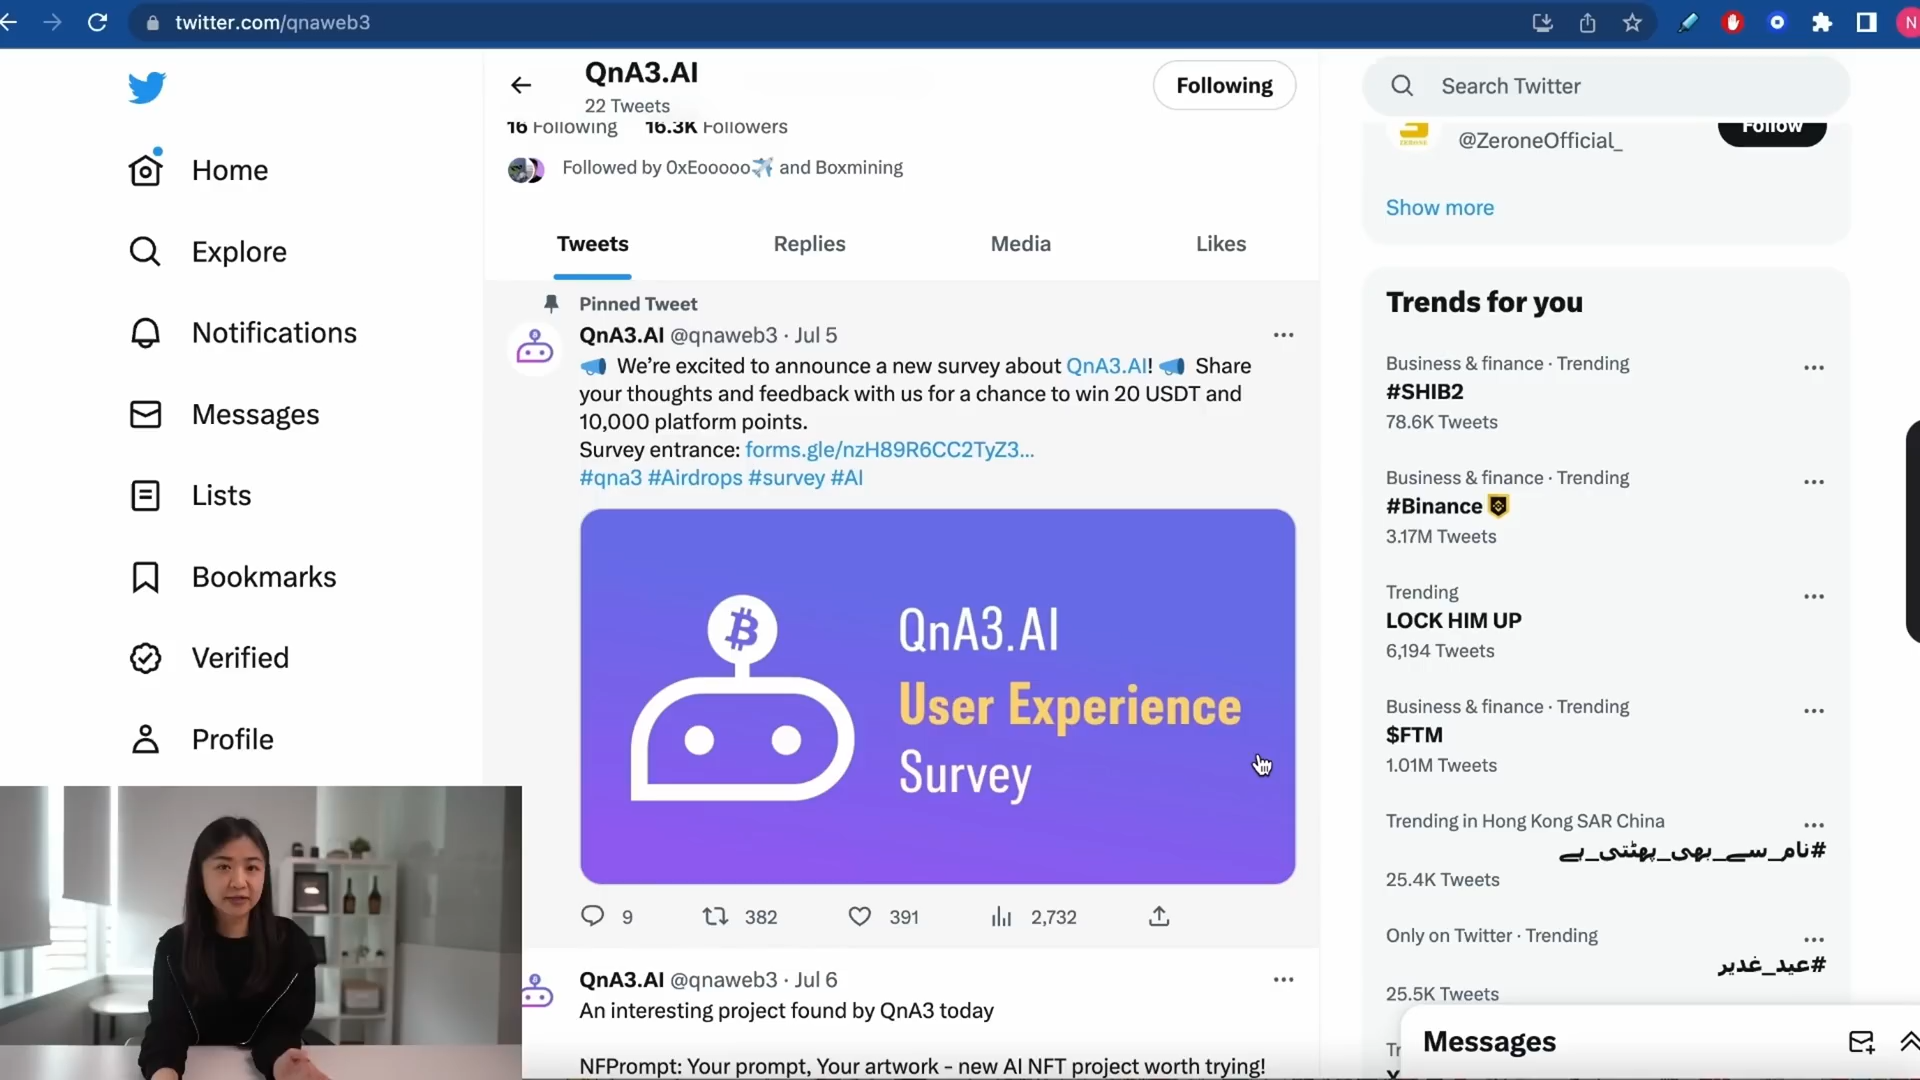 twitter.com/qnaweb3
N
QnA3.AI
22 Tweets
Following
Search Twitter
16 Following 16.3K Followers
Followed by 0xEooooo✈️ and Boxmining
@ZeroneOfficial_
Follow
Show more
Home
Explore
Notifications
Messages
Lists
Bookmarks
Verified
Profile
Tweets Replies Media Likes
Pinned Tweet
QnA3.AI @qnaweb3 · Jul 5
📣 We're excited to announce a new survey about QnA3.AI! 📣 Share
your thoughts and feedback with us for a chance to win 20 USDT and
10,000 platform points.
Survey entrance: forms.gle/nzH89R6CC2TyZ3...
#qna3 #Airdrops #survey #AI
QnA3.AI
User Experience
Survey
9 382 391 2,732
QnA3.AI @qnaweb3 · Jul 6
An interesting project found by QnA3 today
NFPrompt: Your prompt, Your artwork - new AI NFT project worth trying!
Trends for you
Business & finance · Trending
#SHIB2
78.6K Tweets
Business & finance · Trending
#Binance
3.17M Tweets
Trending
LOCK HIM UP
6,194 Tweets
Business & finance · Trending
$FTM
1.01M Tweets
Trending in Hong Kong SAR China
#نام_سے_بھی_پھٹتی_ہے
25.4K Tweets
Only on Twitter · Trending
#عيد_غدير
25.5K Tweets
Messages